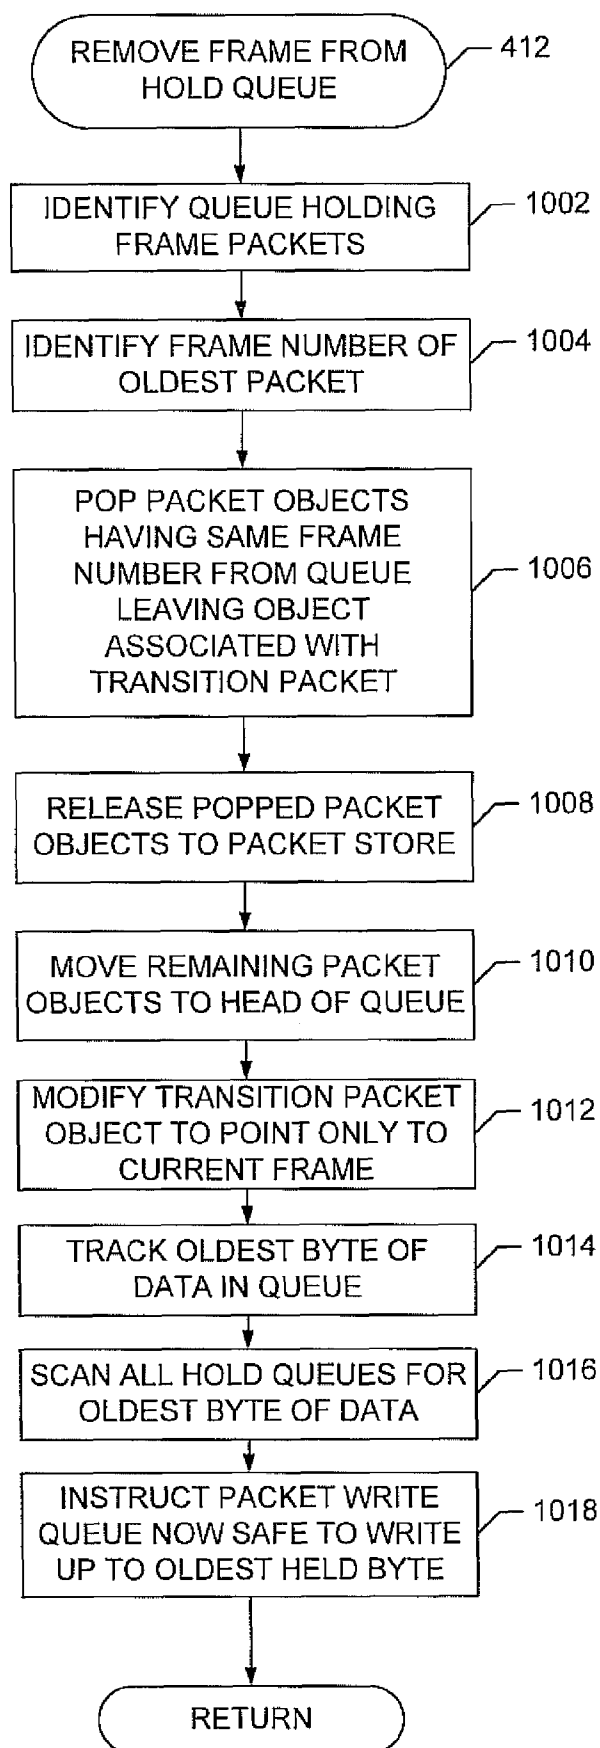 REMOVE FRAME FROM
HOLD QUEUE
412
IDENTIFY QUEUE HOLDING
FRAME PACKETS
1002
IDENTIFY FRAME NUMBER OF
OLDEST PACKET
1004
POP PACKET OBJECTS
HAVING SAME FRAME
NUMBER FROM QUEUE
LEAVING OBJECT
ASSOCIATED WITH
TRANSITION PACKET
1006
RELEASE POPPED PACKET
OBJECTS TO PACKET STORE
1008
MOVE REMAINING PACKET
OBJECTS TO HEAD OF QUEUE
1010
MODIFY TRANSITION PACKET
OBJECT TO POINT ONLY TO
CURRENT FRAME
1012
TRACK OLDEST BYTE OF
DATA IN QUEUE
1014
SCAN ALL HOLD QUEUES FOR
OLDEST BYTE OF DATA
1016
INSTRUCT PACKET WRITE
QUEUE NOW SAFE TO WRITE
UP TO OLDEST HELD BYTE
1018
RETURN